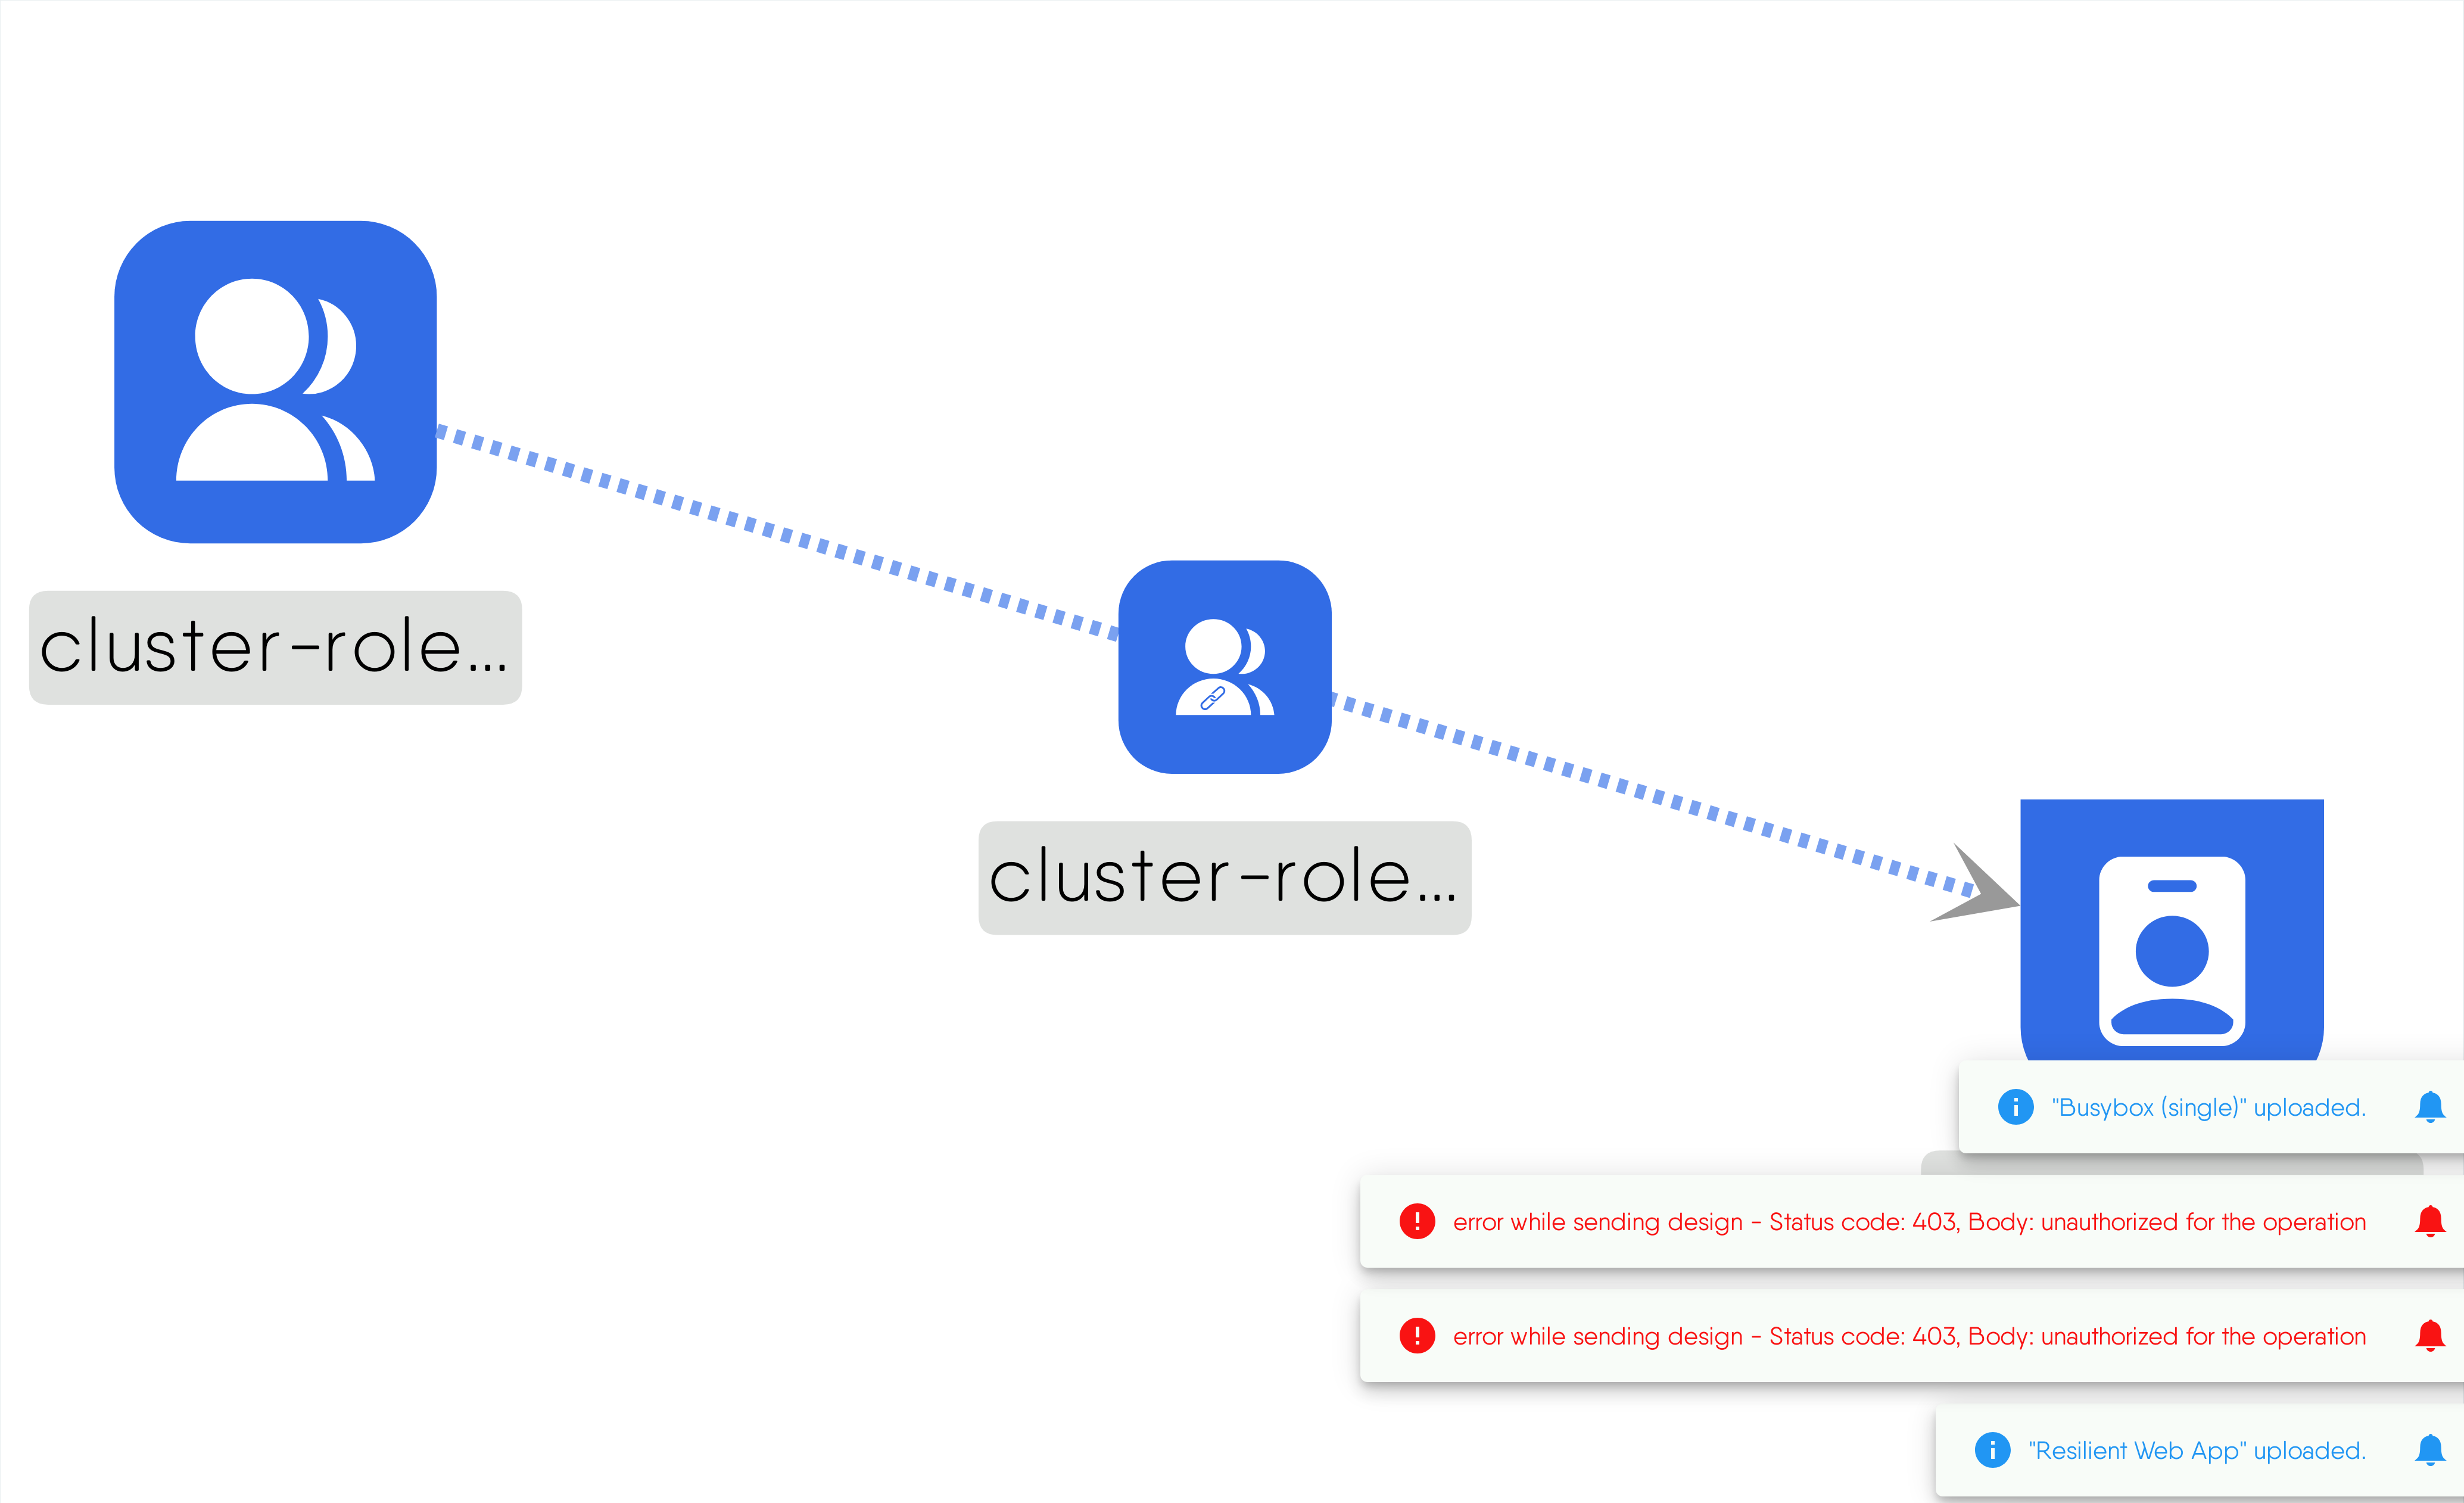 cluster-role...
cluster-role...
"Busybox (single)" uploaded.
error while sending design - Status code: 403, Body: unauthorized for the operation
error while sending design - Status code: 403, Body: unauthorized for the operation
"Resilient Web App" uploaded.